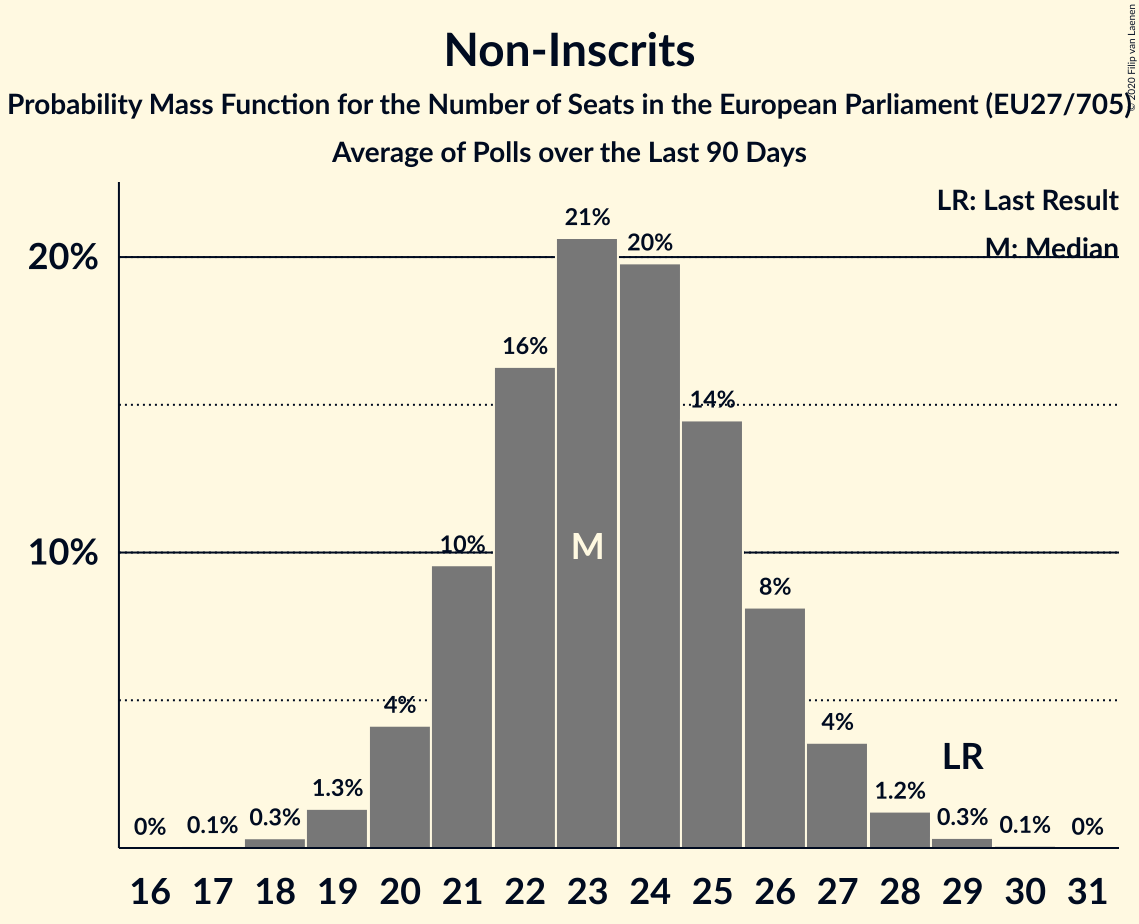 Non-Inscrits
Probability Mass Function for the Number of Seats in the European Parliament (EU27/705)
Average of Polls over the Last 90 Days
© 2020 Filip van Laenen
LR: Last Result
M: Median
20%
10%
0%
0.1%
0.3%
1.3%
4%
10%
16%
21%
20%
14%
8%
4%
1.2%
0.3%
0.1%
0%
M
LR
16 17 18 19 20 21 22 23 24 25 26 27 28 29 30 31